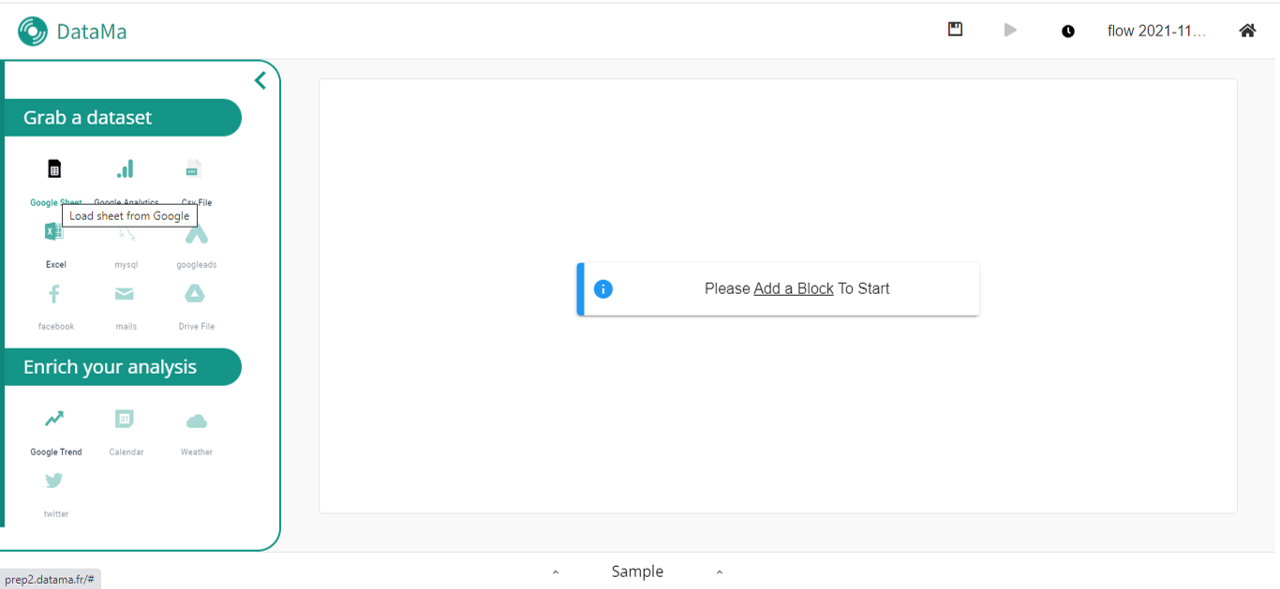 DataMa
flow 2021-11...
Grab a dataset
Google Sheet Google Analytics Csv File
Load sheet from Google
Excel mysql googleads
facebook mails Drive File
Enrich your analysis
Google Trend Calendar Weather
twitter
Please Add a Block To Start
Sample
prep2.datama.fr/#